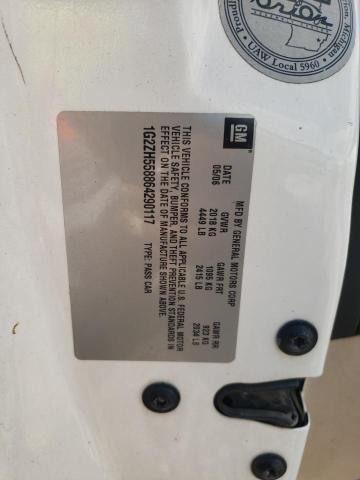 GM
MFD BY GENERAL MOTORS CORP
DATE GVWR GAWR FRT GAWR RR
05/06 2018 KG 1095 KG 923 KG
4449 LB 2415 LB 2034 LB
THIS VEHICLE CONFORMS TO ALL APPLICABLE U.S. FEDERAL MOTOR
VEHICLE SAFETY, BUMPER, AND THEFT PREVENTION STANDARDS IN
EFFECT ON THE DATE OF MANUFACTURE SHOWN ABOVE.
1G2ZH558864290117 TYPE: PASS CAR
Orion
UAW Local 5960